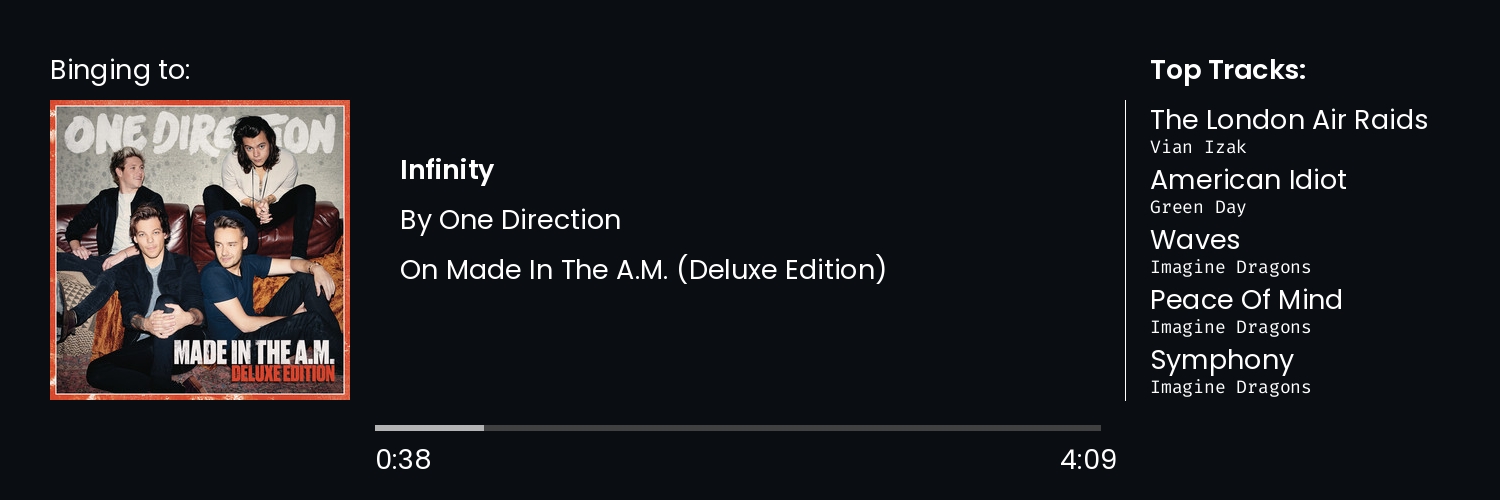 Binging to:
ONE DIRECTION
MADE IN THE A.M.
DELUXE EDITION
Infinity
By One Direction
On Made In The A.M. (Deluxe Edition)
0:38
4:09
Top Tracks:
The London Air Raids
Vian Izak
American Idiot
Green Day
Waves
Imagine Dragons
Peace Of Mind
Imagine Dragons
Symphony
Imagine Dragons